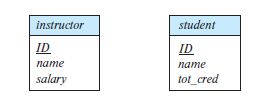 instructor
ID
name
salary
student
ID
name
tot_cred